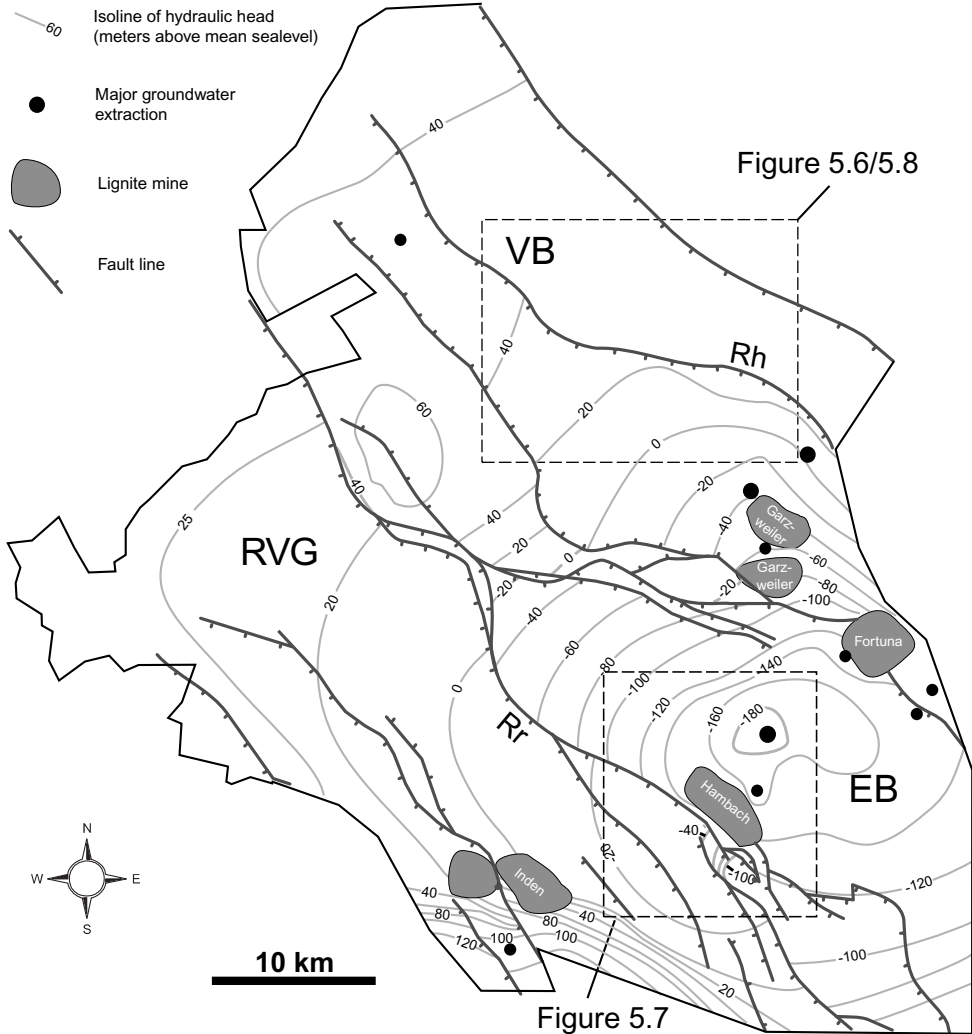 60
Isoline of hydraulic head
(meters above mean sealevel)
Major groundwater
extraction
Lignite mine
Fault line
40
Figure 5.6/5.8
VB
40
Rh
60
20
0
40
-20
25
40
-40
Garz-
weiler
RVG
20
0
-60
Garz-
weiler
-20
-80
-20
-100
20
-40
-60
Fortuna
-80
-140
-100
0
-120
-160
-180
Rr
EB
Hambach
-40
-20
-100
Inden
-120
N
W
E
S
40
40
80
80
100
100
120
-100
20
10 km
Figure 5.7